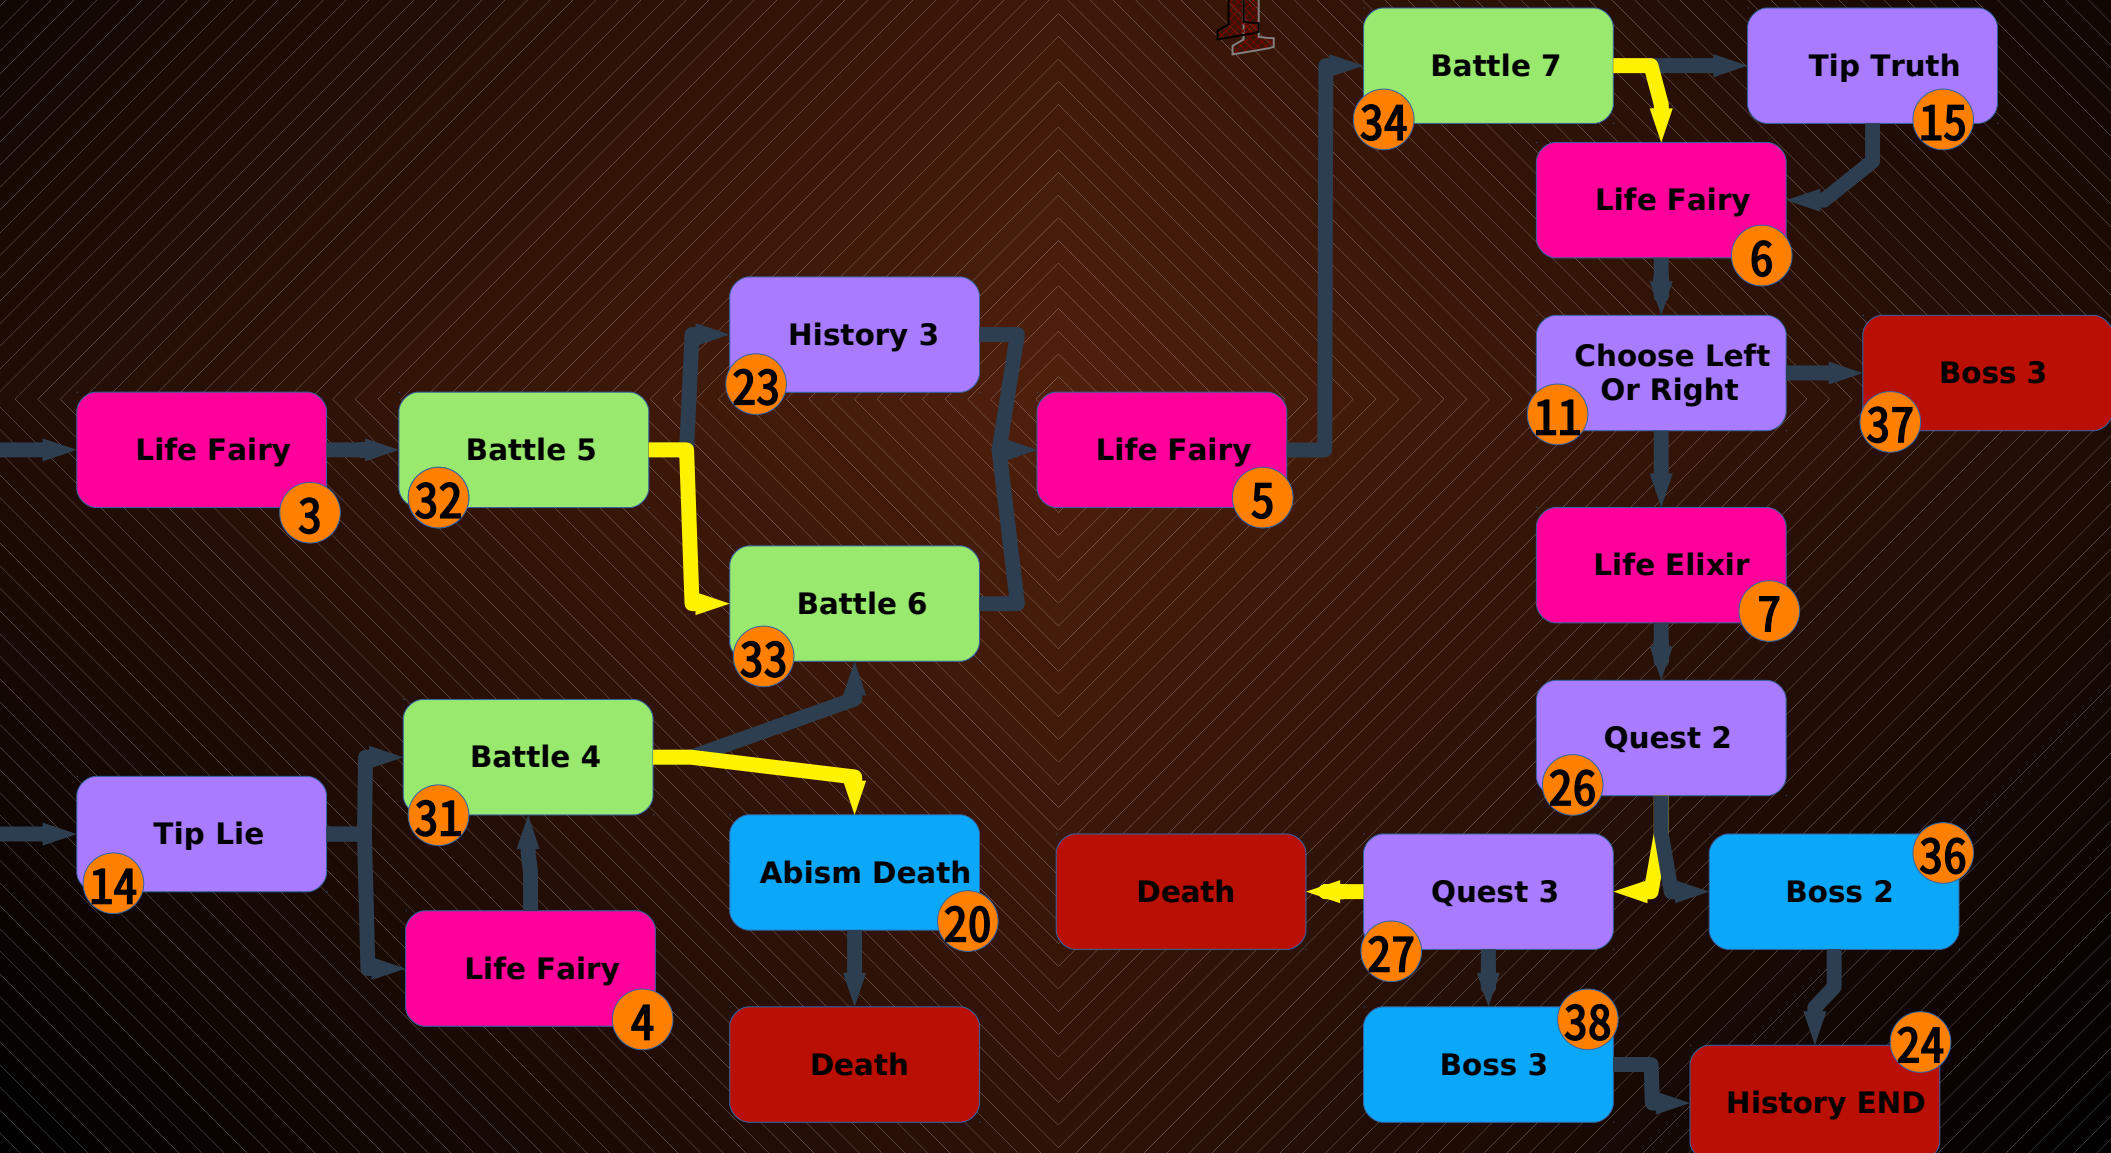 Battle 7
34
Tip Truth
15
Life Fairy
6
History 3
23
Choose Left
Or Right
11
Boss 3
37
Life Fairy
3
Battle 5
32
Life Fairy
5
Life Elixir
7
Battle 6
33
Quest 2
26
Battle 4
31
Tip Lie
14
Abism Death
20
Death
Quest 3
27
Boss 2
36
Life Fairy
4
Death
Boss 3
38
History END
24